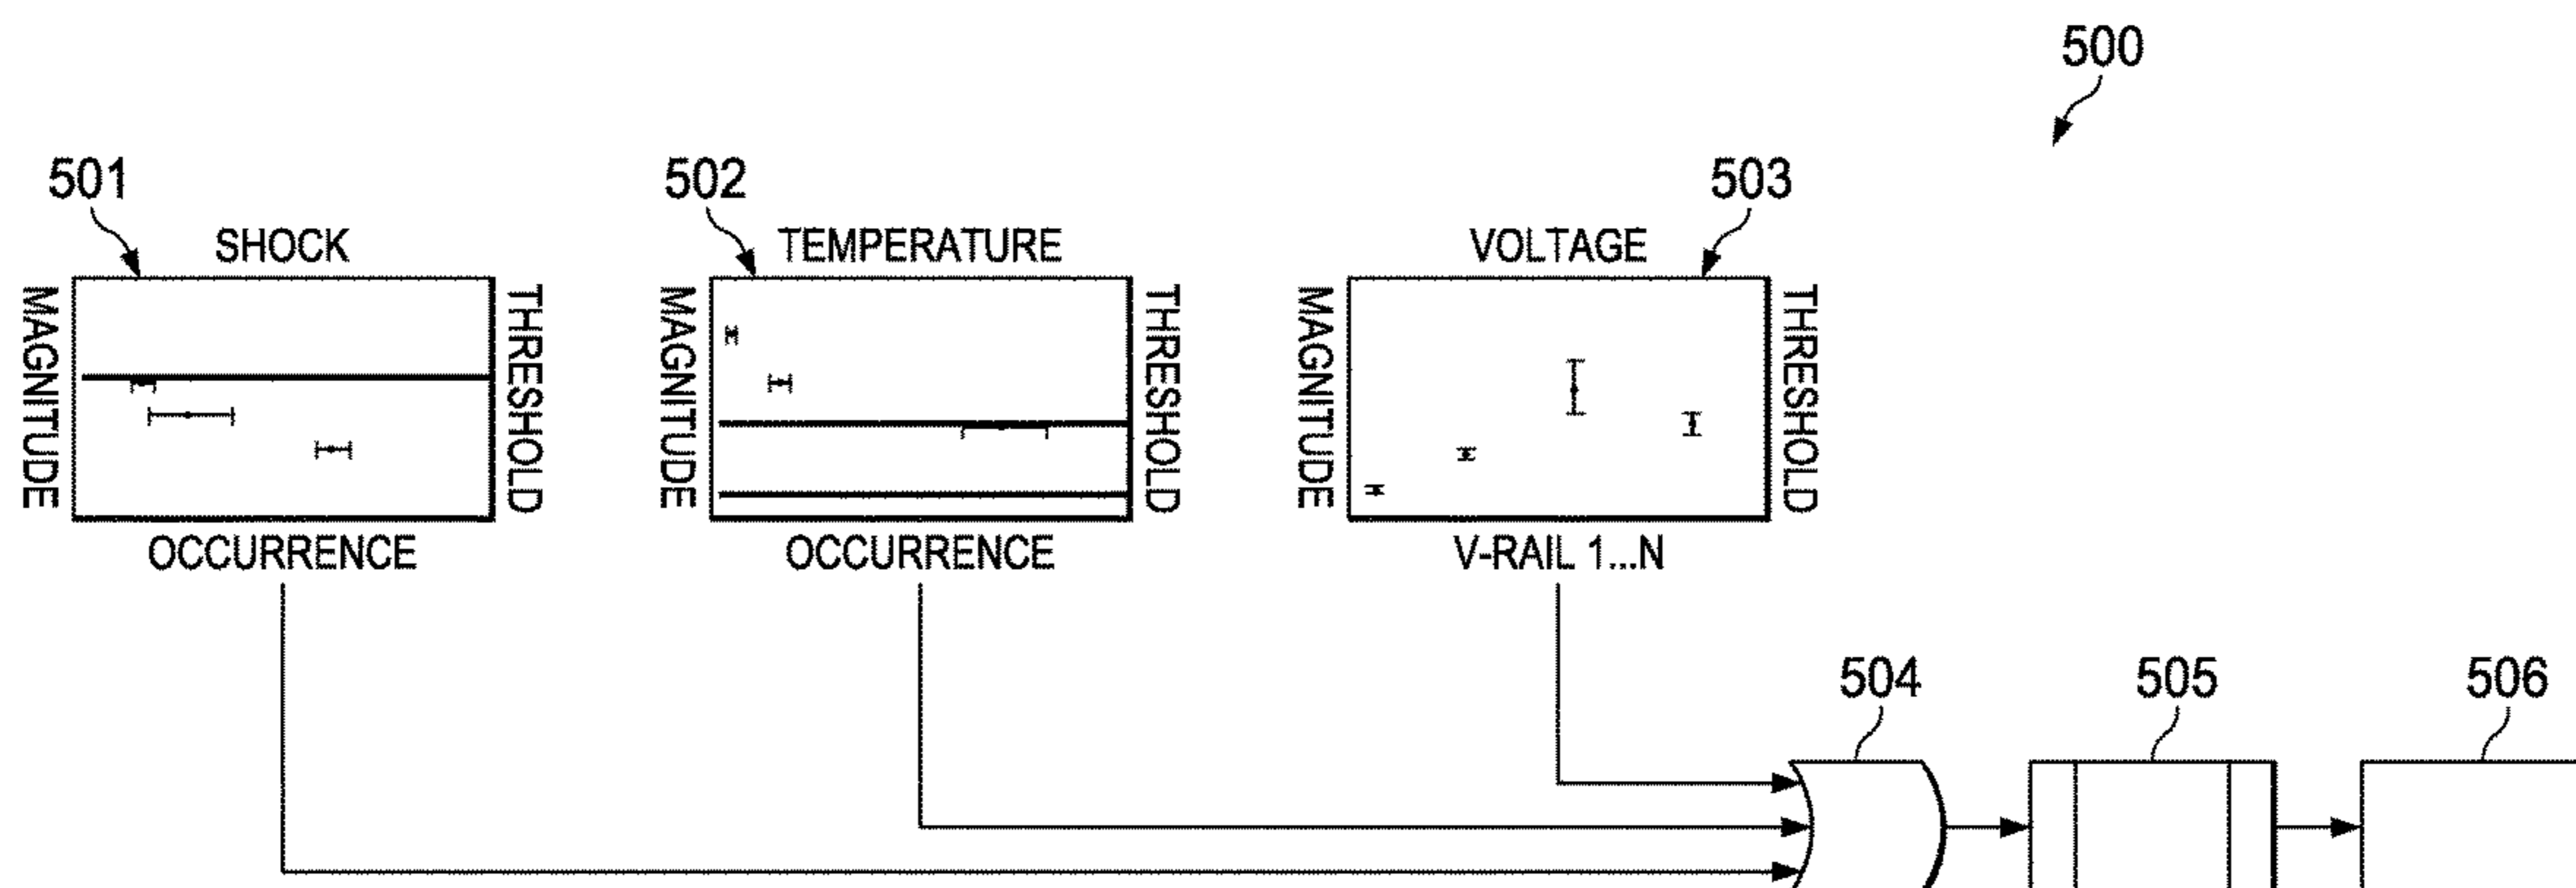 500
501
502
503
SHOCK
TEMPERATURE
VOLTAGE
MAGNITUDE
THRESHOLD
MAGNITUDE
THRESHOLD
MAGNITUDE
THRESHOLD
OCCURRENCE
OCCURRENCE
V-RAIL 1...N
504
505
506